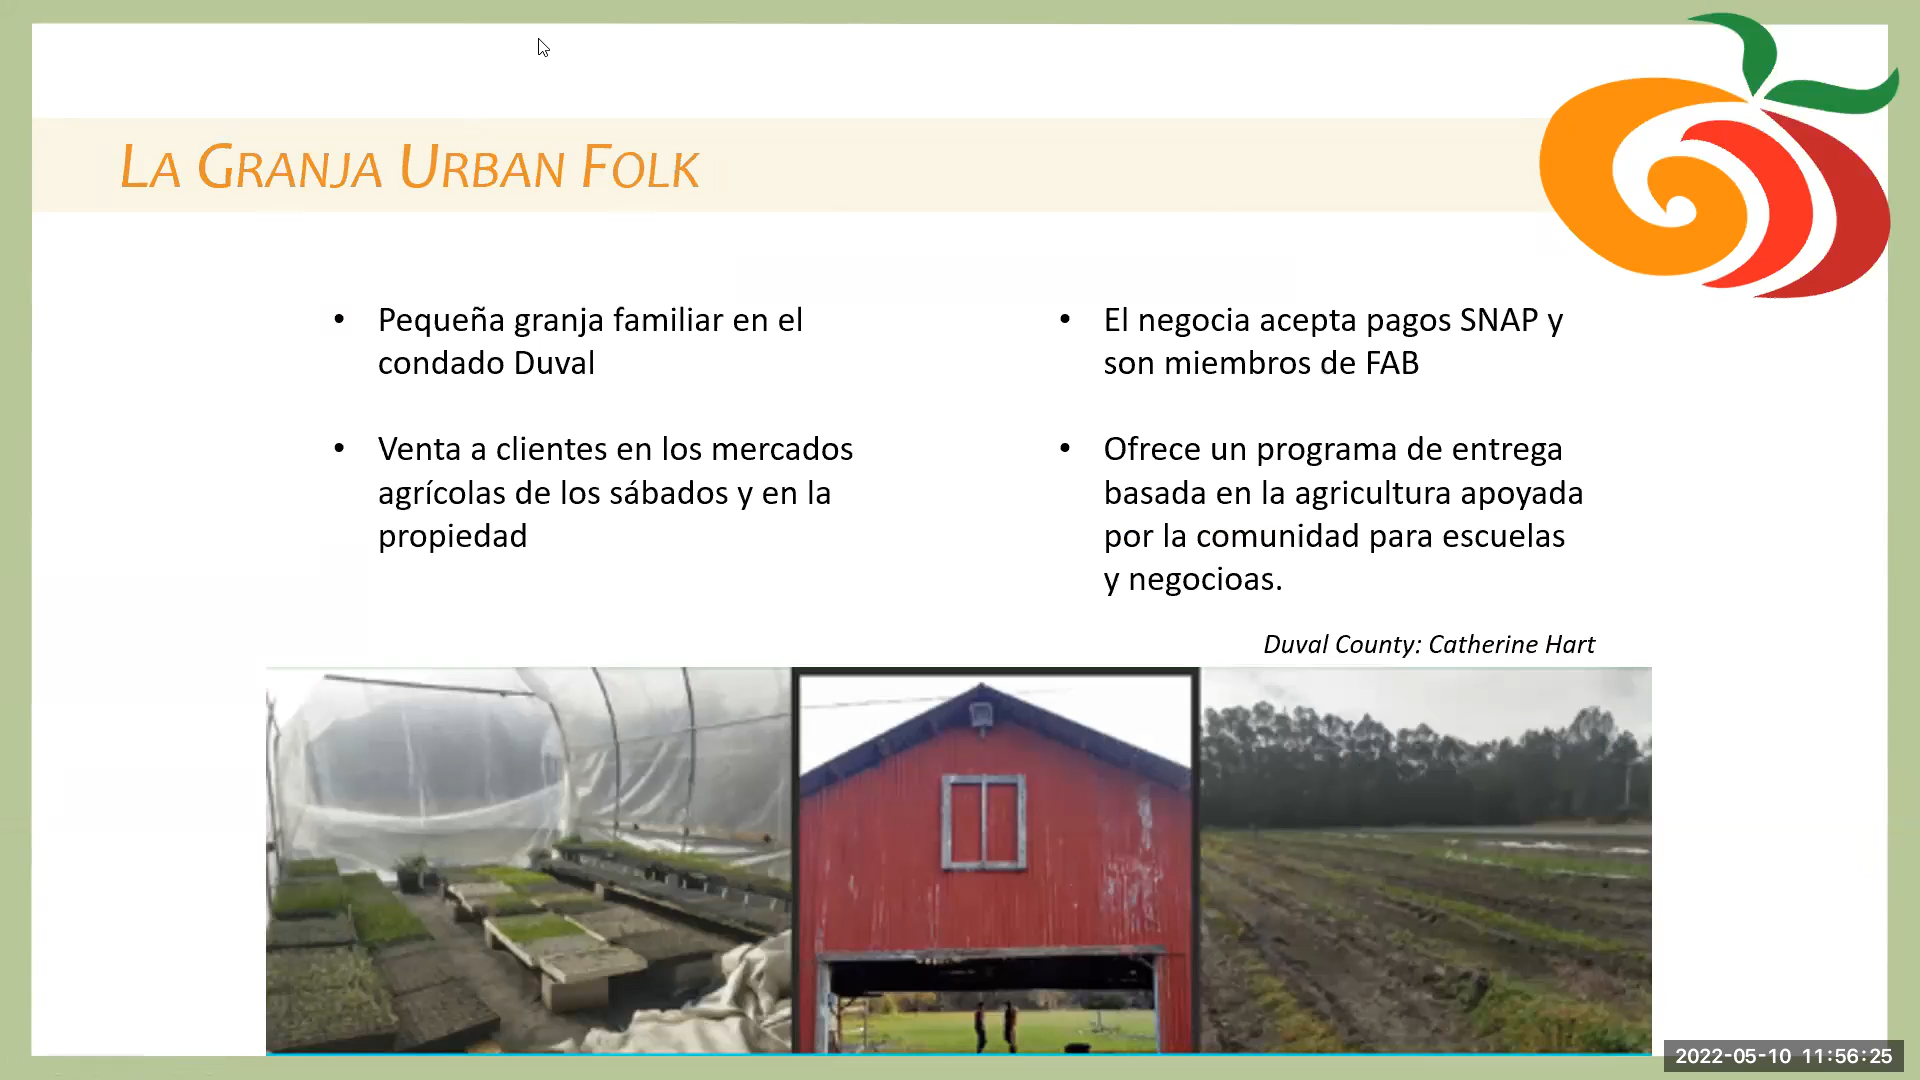 La Granja Urban Folk
• Pequeña granja familiar en el
condado Duval
• Venta a clientes en los mercados
agrícolas de los sábados y en la
propiedad
• El negocia acepta pagos SNAP y
son miembros de FAB
• Ofrece un programa de entrega
basada en la agricultura apoyada
por la comunidad para escuelas
y negocioas.
Duval County: Catherine Hart
2022-05-10 11:56:25